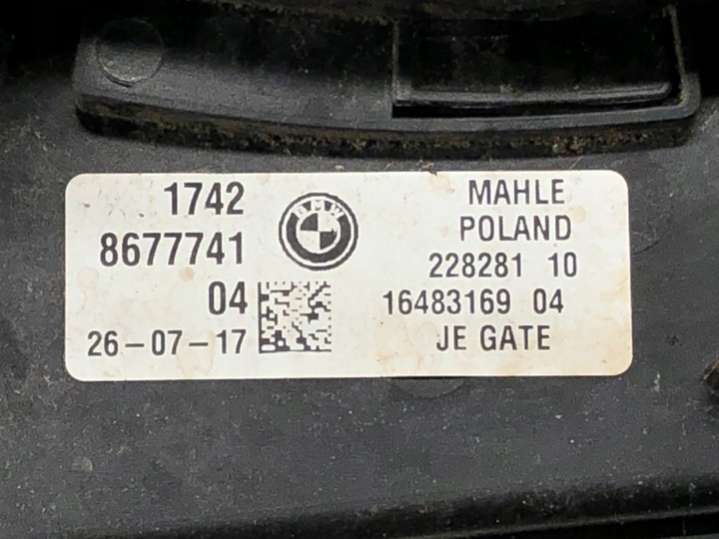 1742
8677741
04
26-07-17
BMW
MAHLE
POLAND
228281 10
16483169 04
JE GATE